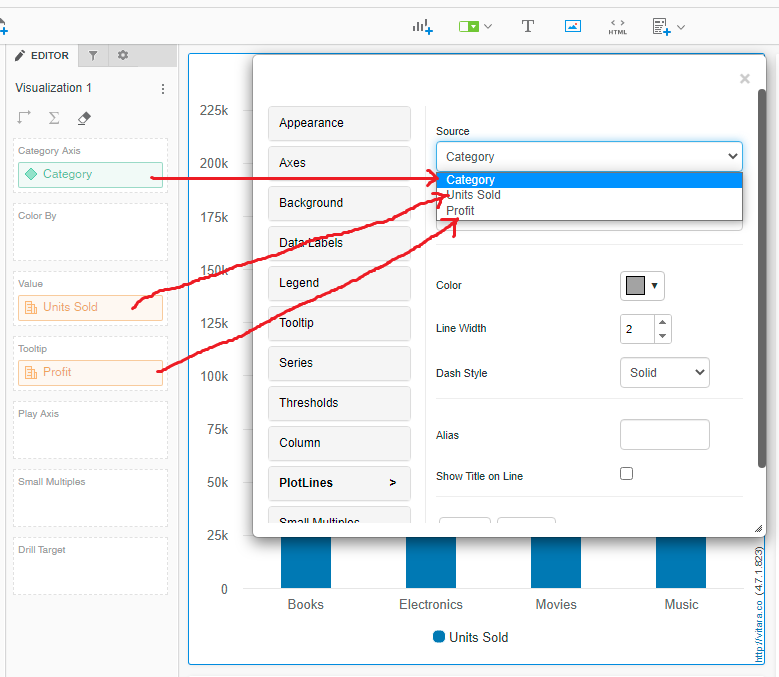 HTML
EDITOR
Visualization 1
Category Axis
Category
Color By
Value
Units Sold
Tooltip
Profit
Play Axis
Small Multiples
Drill Target
225k
200k
175k
150k
125k
100k
75k
50k
25k
0
Appearance
Axes
Background
Data Labels
Legend
Tooltip
Series
Thresholds
Column
PlotLines >
Small Multiples
Source
Category
Category
Units Sold
Profit
Color
Line Width 2
Dash Style Solid
Alias
Show Title on Line
Books Electronics Movies Music
Units Sold
http://vitara.co (4.7.1.823)